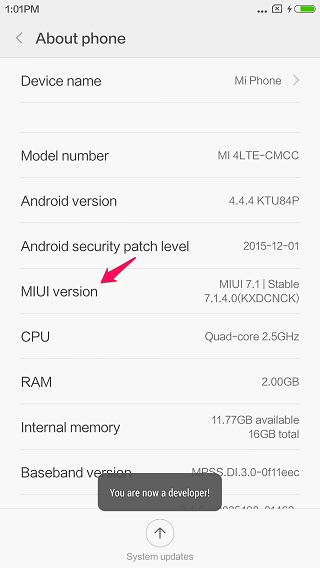 1:01PM
About phone
Device name Mi Phone
Model number MI 4LTE-CMCC
Android version 4.4.4 KTU84P
Android security patch level 2015-12-01
MIUI version MIUI 7.1 | Stable
7.1.4.0(KXDCNCK)
CPU Quad-core 2.5GHz
RAM 2.00GB
Internal memory 11.77GB available
16GB total
Baseband version MPSS.DI.3.0-0f11eec
You are now a developer!
System updates